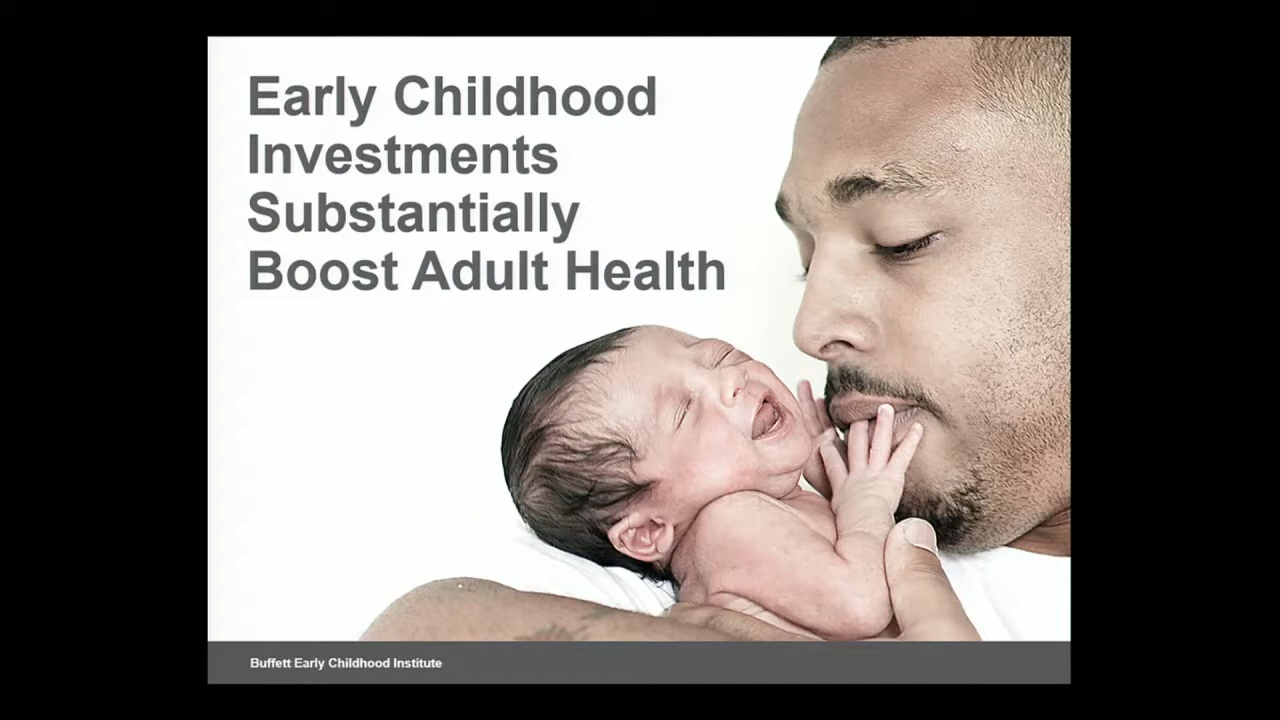 Early Childhood
Investments
Substantially
Boost Adult Health
Buffett Early Childhood Institute